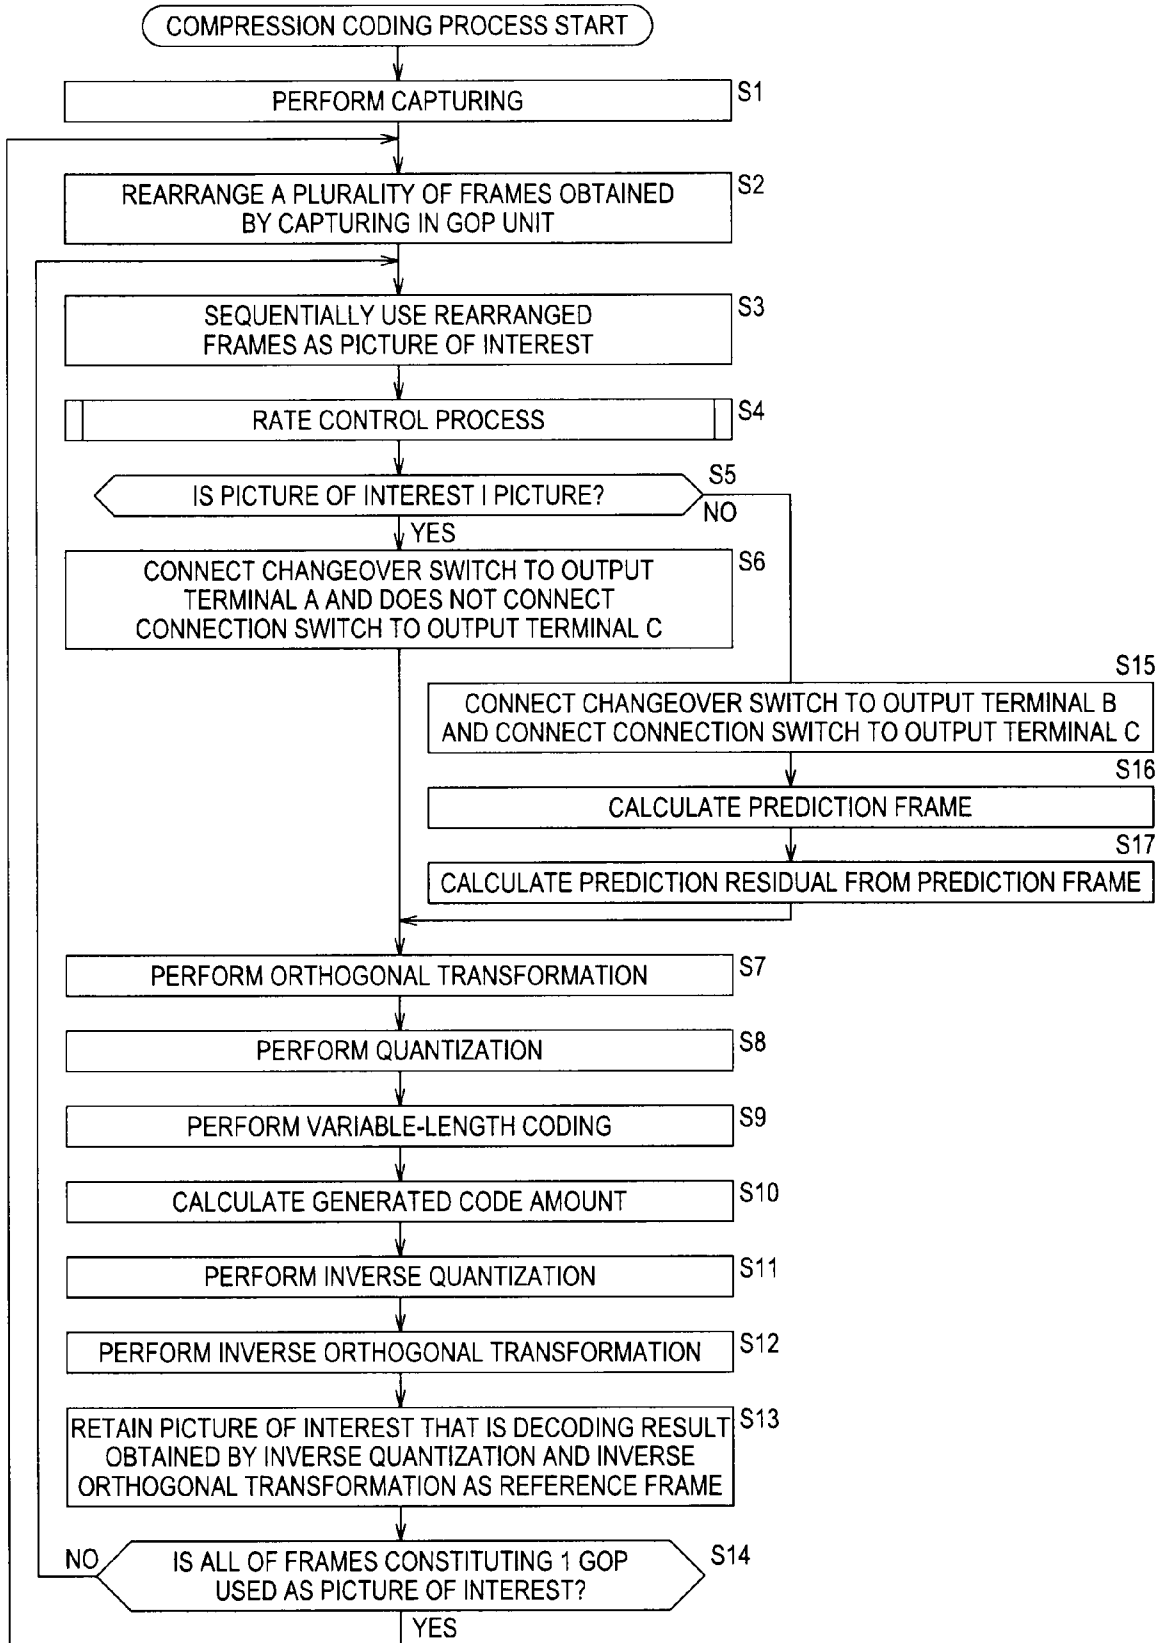 COMPRESSION CODING PROCESS START
PERFORM CAPTURING
S1
REARRANGE A PLURALITY OF FRAMES OBTAINED
BY CAPTURING IN GOP UNIT
S2
SEQUENTIALLY USE REARRANGED
FRAMES AS PICTURE OF INTEREST
S3
RATE CONTROL PROCESS
S4
IS PICTURE OF INTEREST I PICTURE?
S5
NO
YES
CONNECT CHANGEOVER SWITCH TO OUTPUT
TERMINAL A AND DOES NOT CONNECT
CONNECTION SWITCH TO OUTPUT TERMINAL C
S6
S15
CONNECT CHANGEOVER SWITCH TO OUTPUT TERMINAL B
AND CONNECT CONNECTION SWITCH TO OUTPUT TERMINAL C
S16
CALCULATE PREDICTION FRAME
S17
CALCULATE PREDICTION RESIDUAL FROM PREDICTION FRAME
PERFORM ORTHOGONAL TRANSFORMATION
S7
PERFORM QUANTIZATION
S8
PERFORM VARIABLE-LENGTH CODING
S9
CALCULATE GENERATED CODE AMOUNT
S10
PERFORM INVERSE QUANTIZATION
S11
PERFORM INVERSE ORTHOGONAL TRANSFORMATION
S12
RETAIN PICTURE OF INTEREST THAT IS DECODING RESULT
OBTAINED BY INVERSE QUANTIZATION AND INVERSE
ORTHOGONAL TRANSFORMATION AS REFERENCE FRAME
S13
NO
IS ALL OF FRAMES CONSTITUTING 1 GOP
USED AS PICTURE OF INTEREST?
S14
YES